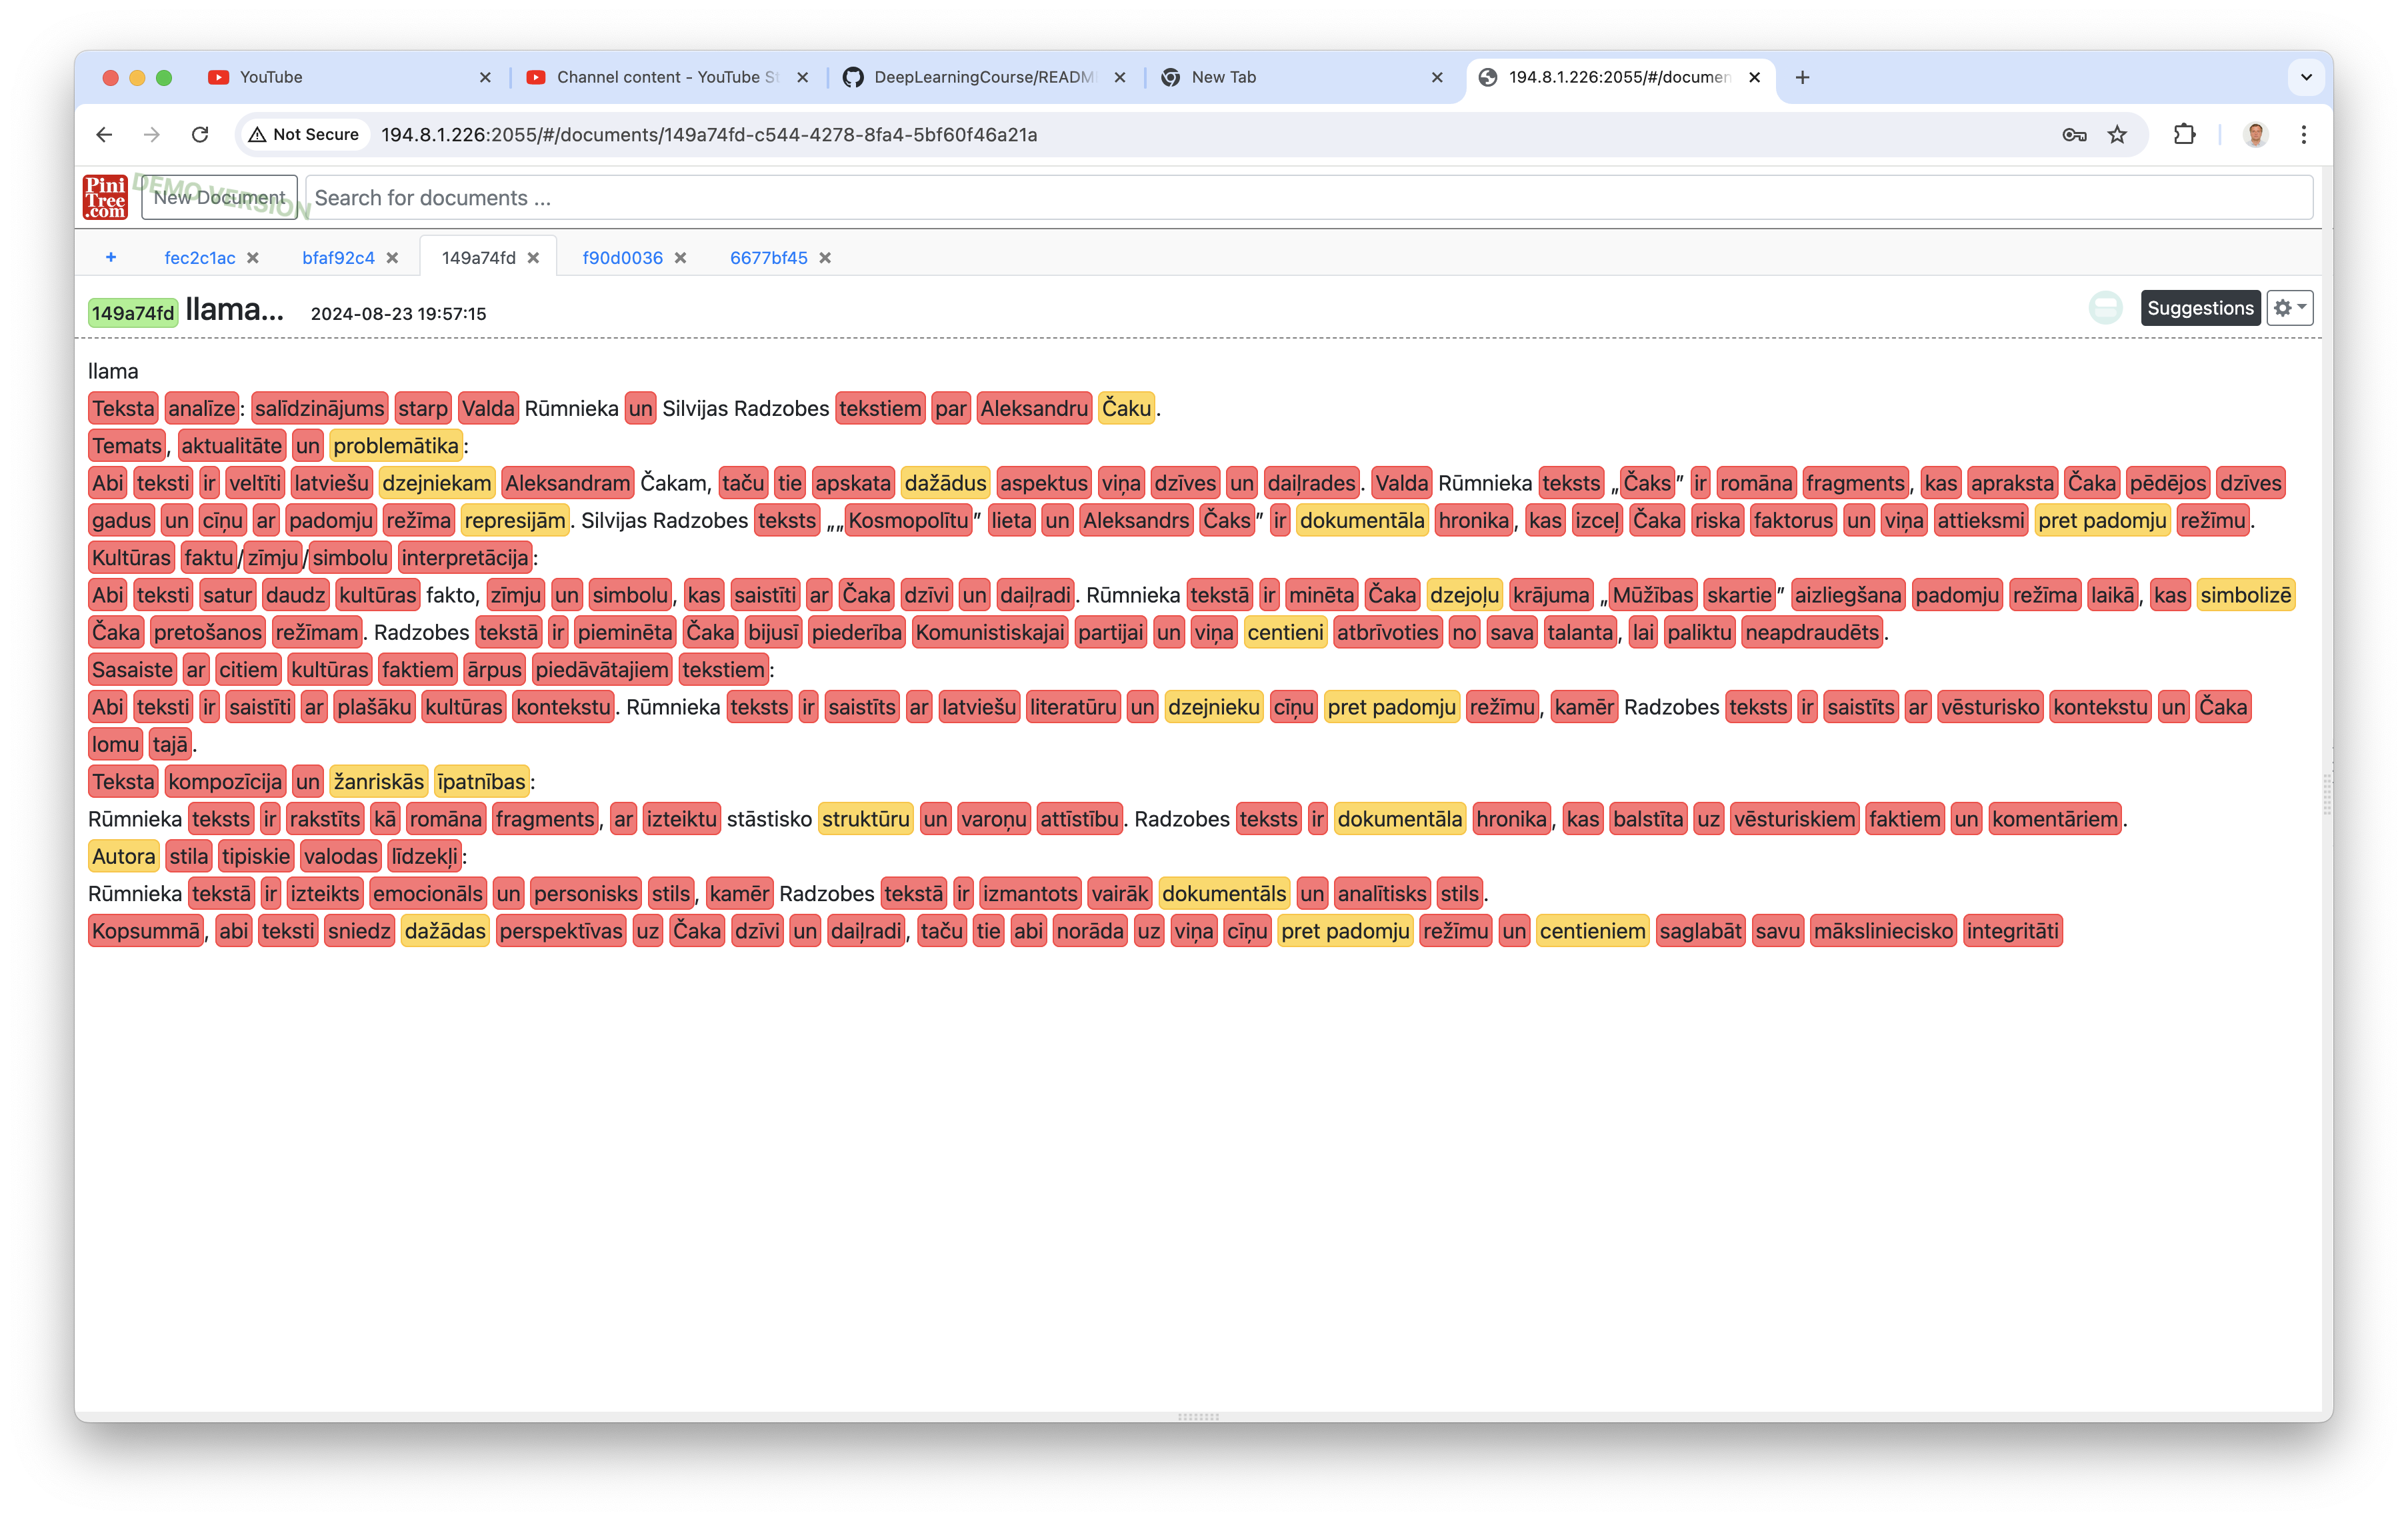 YouTube
Channel content - YouTube St
DeepLearningCourse/READM
New Tab
194.8.1.226:2055/#/documen
Not Secure
194.8.1.226:2055/#/documents/149a74fd-c544-4278-8fa4-5bf60f46a21a
Pini
Tree
.com
DEMO VERSION
New Document
Search for documents ...
+ fec2c1ac bfaf92c4 149a74fd f90d0036 6677bf45
149a74fd llama... 2024-08-23 19:57:15
Suggestions
llama
Teksta analīze: salīdzinājums starp Valda Rūmnieka un Silvijas Radzobes tekstiem par Aleksandru Čaku.
Temats, aktualitāte un problemātika:
Abi teksti ir veltīti latviešu dzejniekam Aleksandram Čakam, taču tie apskata dažādus aspektus viņa dzīves un daiļrades. Valda Rūmnieka teksts „Čaks” ir romāna fragments, kas apraksta Čaka pēdējos dzīves
gadus un cīņu ar padomju režīma represijām. Silvijas Radzobes teksts „„Kosmopolītu” lieta un Aleksandrs Čaks” ir dokumentāla hronika, kas izceļ Čaka riska faktorus un viņa attieksmi pret padomju režīmu.
Kultūras faktu/zīmju/simbolu interpretācija:
Abi teksti satur daudz kultūras fakto, zīmju un simbolu, kas saistīti ar Čaka dzīvi un daiļradi. Rūmnieka tekstā ir minēta Čaka dzejoļu krājuma „Mūžības skartie” aizliegšana padomju režīma laikā, kas simbolizē
Čaka pretošanos režīmam. Radzobes tekstā ir pieminēta Čaka bijusī piederība Komunistiskajai partijai un viņa centieni atbrīvoties no sava talanta, lai paliktu neapdraudēts.
Sasaiste ar citiem kultūras faktiem ārpus piedāvātajiem tekstiem:
Abi teksti ir saistīti ar plašāku kultūras kontekstu. Rūmnieka teksts ir saistīts ar latviešu literatūru un dzejnieku cīņu pret padomju režīmu, kamēr Radzobes teksts ir saistīts ar vēsturisko kontekstu un Čaka
lomu tajā.
Teksta kompozīcija un žanriskās īpatnības:
Rūmnieka teksts ir rakstīts kā romāna fragments, ar izteiktu stāstisko struktūru un varoņu attīstību. Radzobes teksts ir dokumentāla hronika, kas balstīta uz vēsturiskiem faktiem un komentāriem.
Autora stila tipiskie valodas līdzekļi:
Rūmnieka tekstā ir izteikts emocionāls un personisks stils, kamēr Radzobes tekstā ir izmantots vairāk dokumentāls un analītisks stils.
Kopsummā, abi teksti sniedz dažādas perspektīvas uz Čaka dzīvi un daiļradi, taču tie abi norāda uz viņa cīņu pret padomju režīmu un centieniem saglabāt savu māksliniecisko integritāti